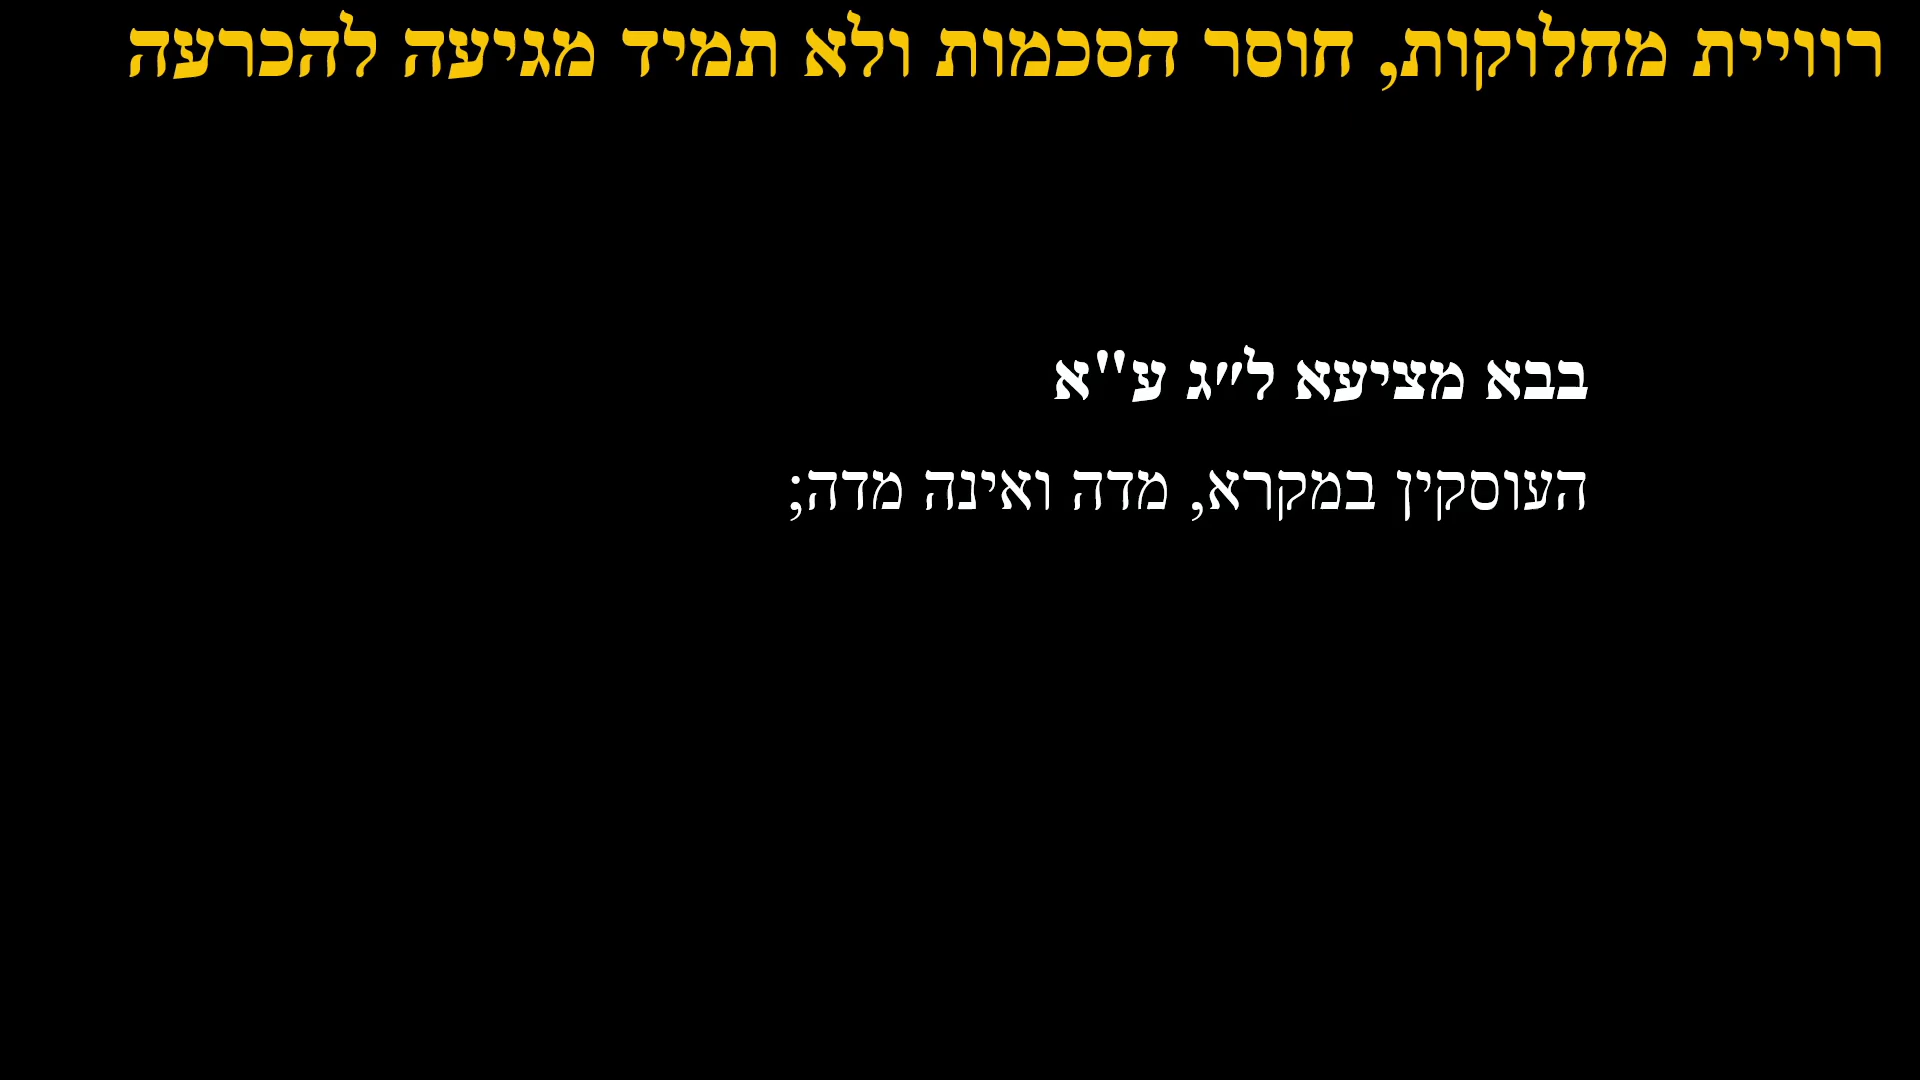 רוויית מחלוקות, חוסר הסכמות ולא תמיד מגיעה להכרעה
בבא מציעא ל״ג ע"א
העוסקין במקרא, מדה ואינה מדה;